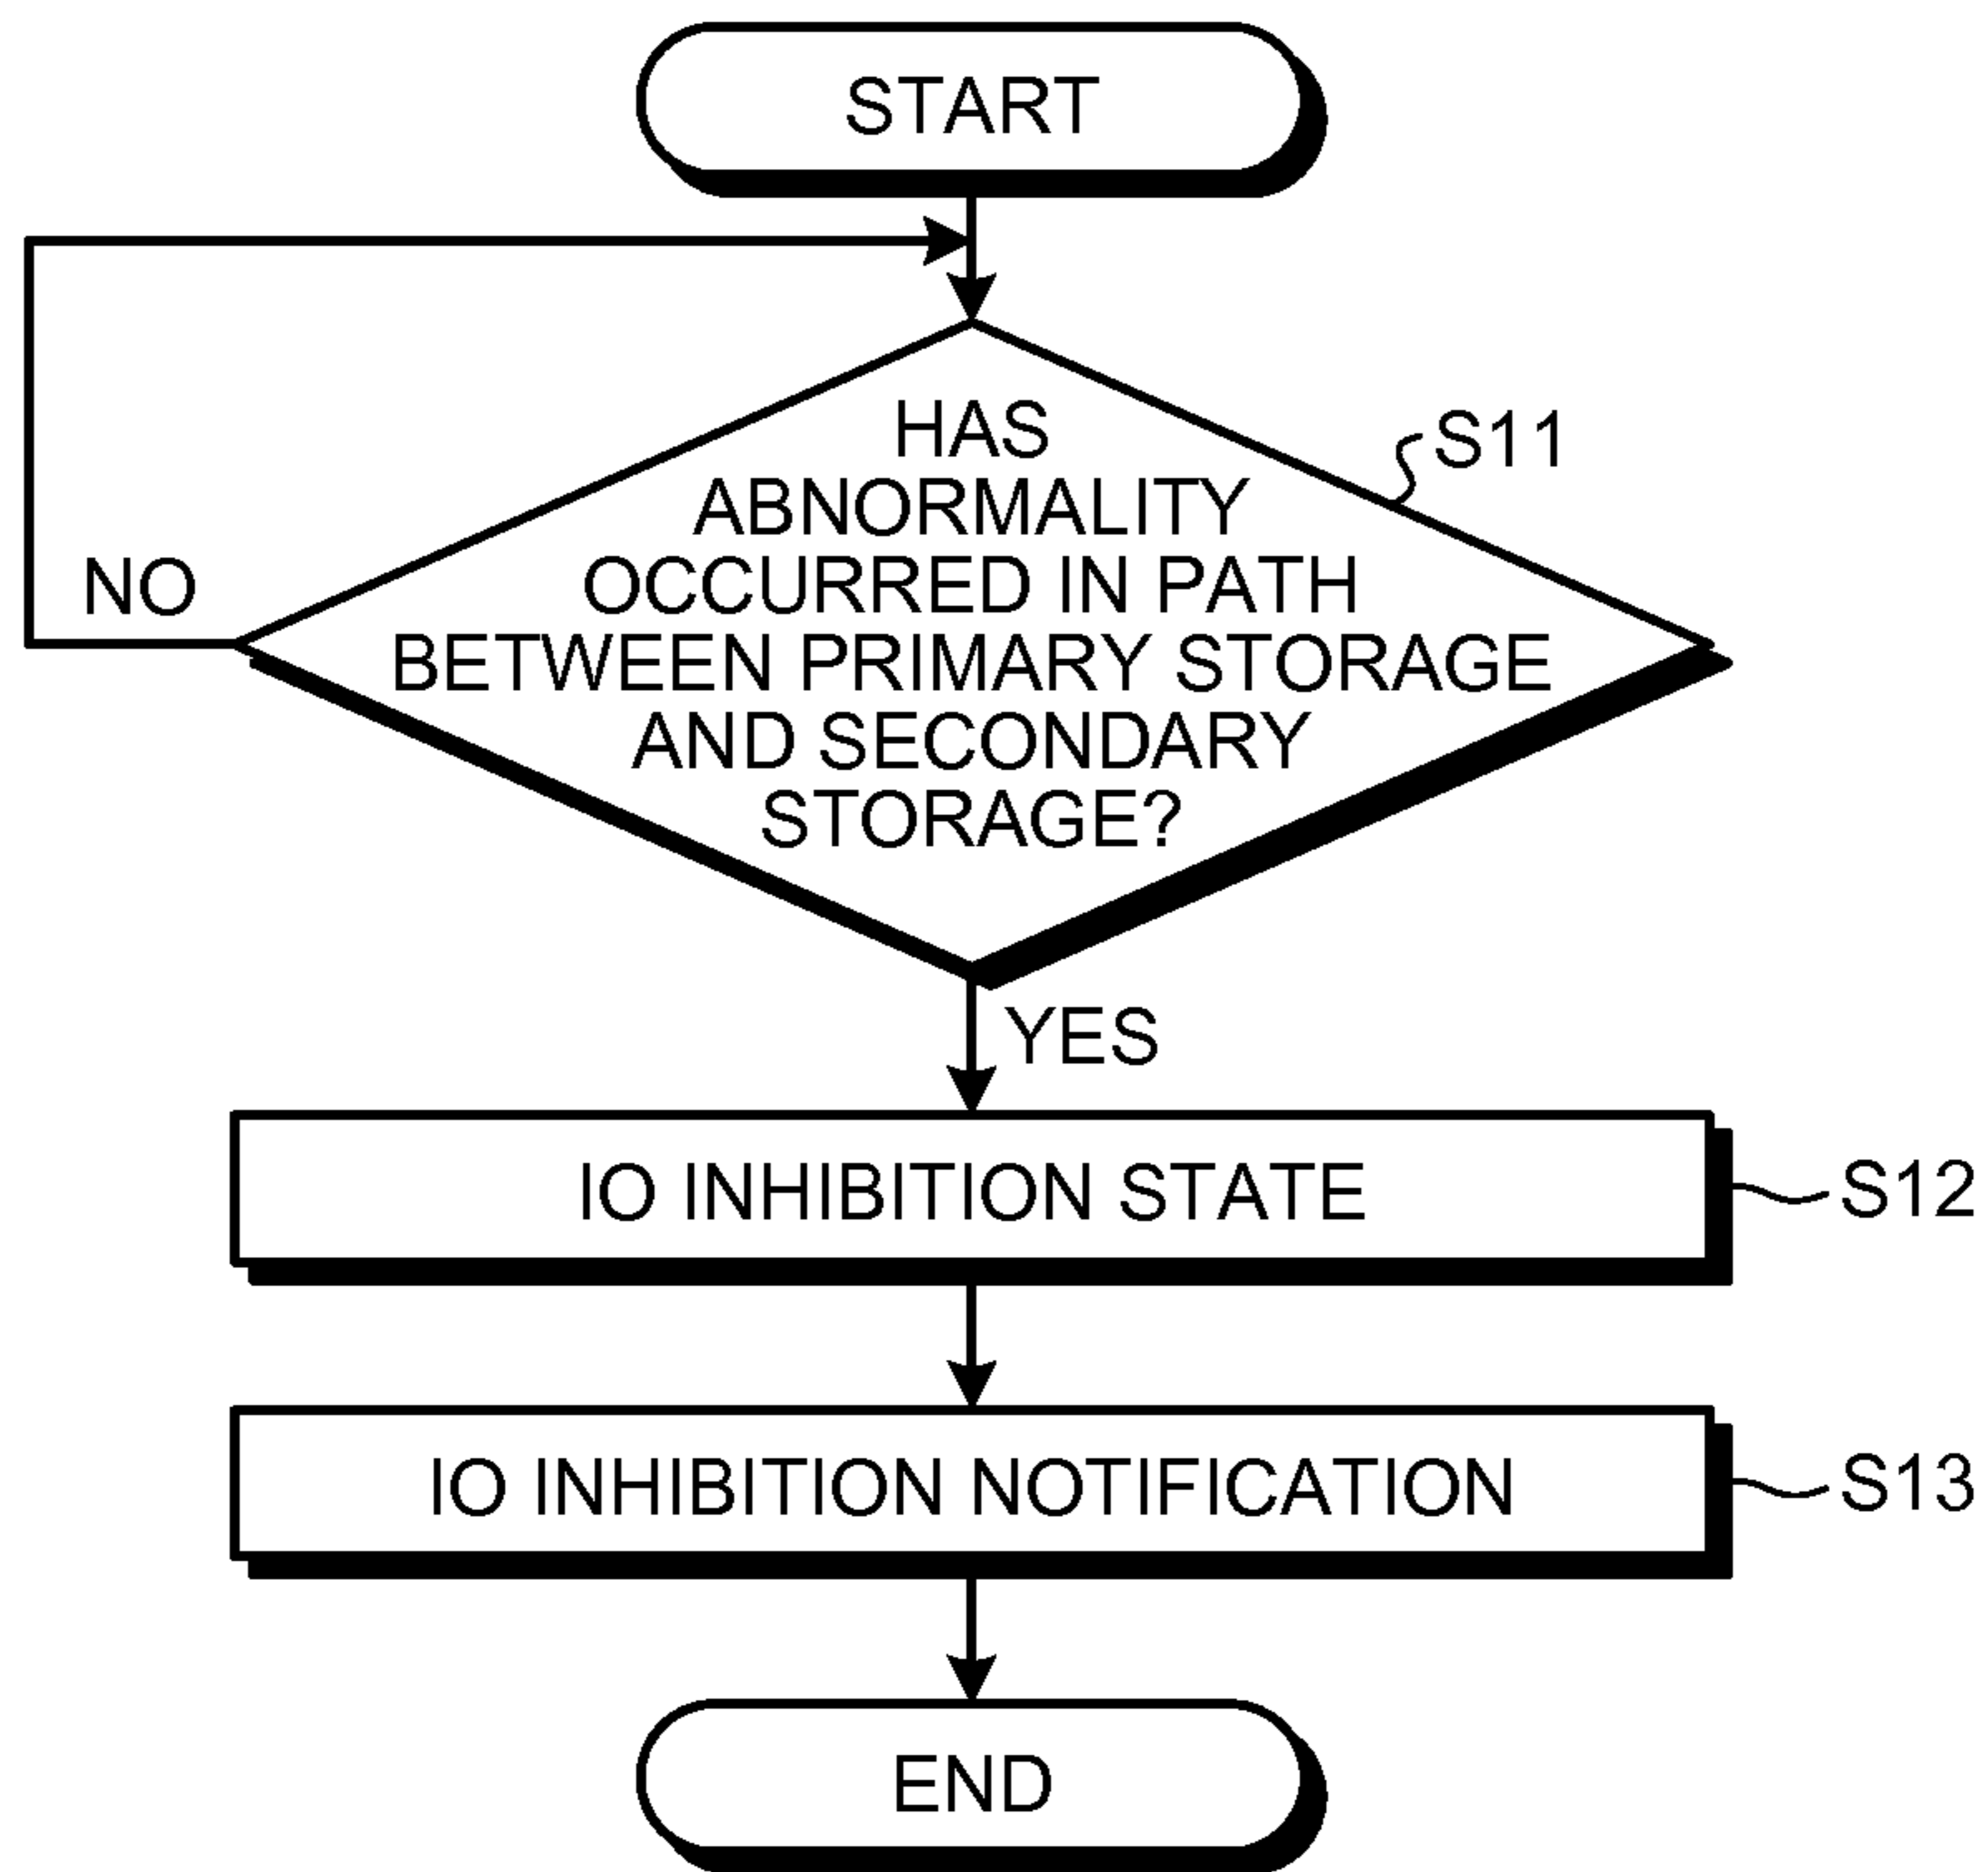 START
HAS
S11
ABNORMALITY
OCCURRED IN PATH
NO
BETWEEN PRIMARY STORAGE
AND SECONDARY
STORAGE?
YES
IO INHIBITION STATE
S12
IO INHIBITION NOTIFICATION
S13
END